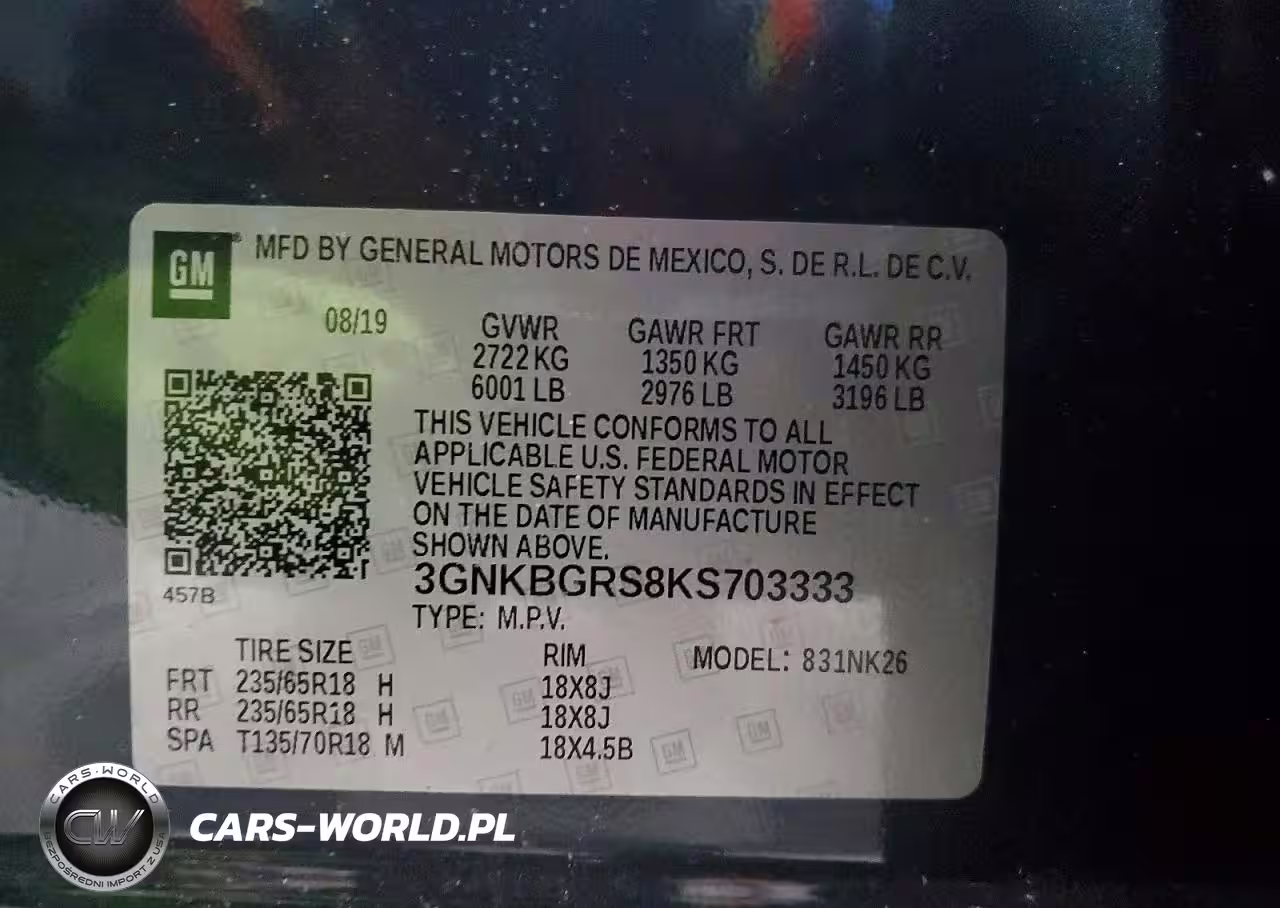 GM
MFD BY GENERAL MOTORS DE MEXICO, S. DE R.L. DE C.V.
08/19
GVWR GAWR FRT GAWR RR
2722 KG 1350 KG 1450 KG
6001 LB 2976 LB 3196 LB
THIS VEHICLE CONFORMS TO ALL
APPLICABLE U.S. FEDERAL MOTOR
VEHICLE SAFETY STANDARDS IN EFFECT
ON THE DATE OF MANUFACTURE
SHOWN ABOVE.
3GNKBGRS8KS703333
457B
TYPE: M.P.V.
TIRE SIZE RIM MODEL: 831NK26
FRT 235/65R18 H 18X8J
RR 235/65R18 H 18X8J
SPA T135/70R18 M 18X4.5B
CARS-WORLD
CW
BEZPOŚREDNI IMPORT Z USA
CARS-WORLD.PL